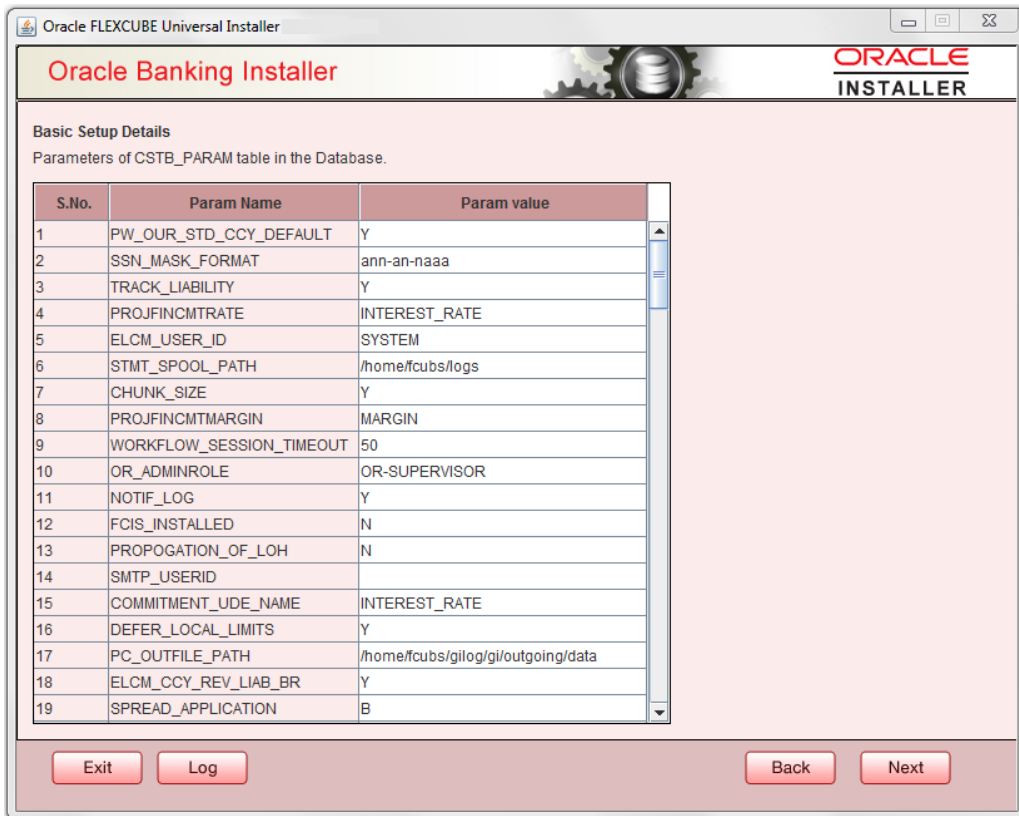 Oracle FLEXCUBE Universal Installer
Oracle Banking Installer
ORACLE
INSTALLER
Basic Setup Details
Parameters of CSTB_PARAM table in the Database.
S.No. Param Name Param value
1 PW_OUR_STD_CCY_DEFAULT Y
2 SSN_MASK_FORMAT ann-an-naaa
3 TRACK_LIABILITY Y
4 PROJFINCMTRATE INTEREST_RATE
5 ELCM_USER_ID SYSTEM
6 STMT_SPOOL_PATH /home/fcubs/logs
7 CHUNK_SIZE Y
8 PROJFINCMTMARGIN MARGIN
9 WORKFLOW_SESSION_TIMEOUT 50
10 OR_ADMINROLE OR-SUPERVISOR
11 NOTIF_LOG Y
12 FCIS_INSTALLED N
13 PROPOGATION_OF_LOH N
14 SMTP_USERID
15 COMMITMENT_UDE_NAME INTEREST_RATE
16 DEFER_LOCAL_LIMITS Y
17 PC_OUTFILE_PATH /home/fcubs/gilog/gi/outgoing/data
18 ELCM_CCY_REV_LIAB_BR Y
19 SPREAD_APPLICATION B
Exit Log Back Next